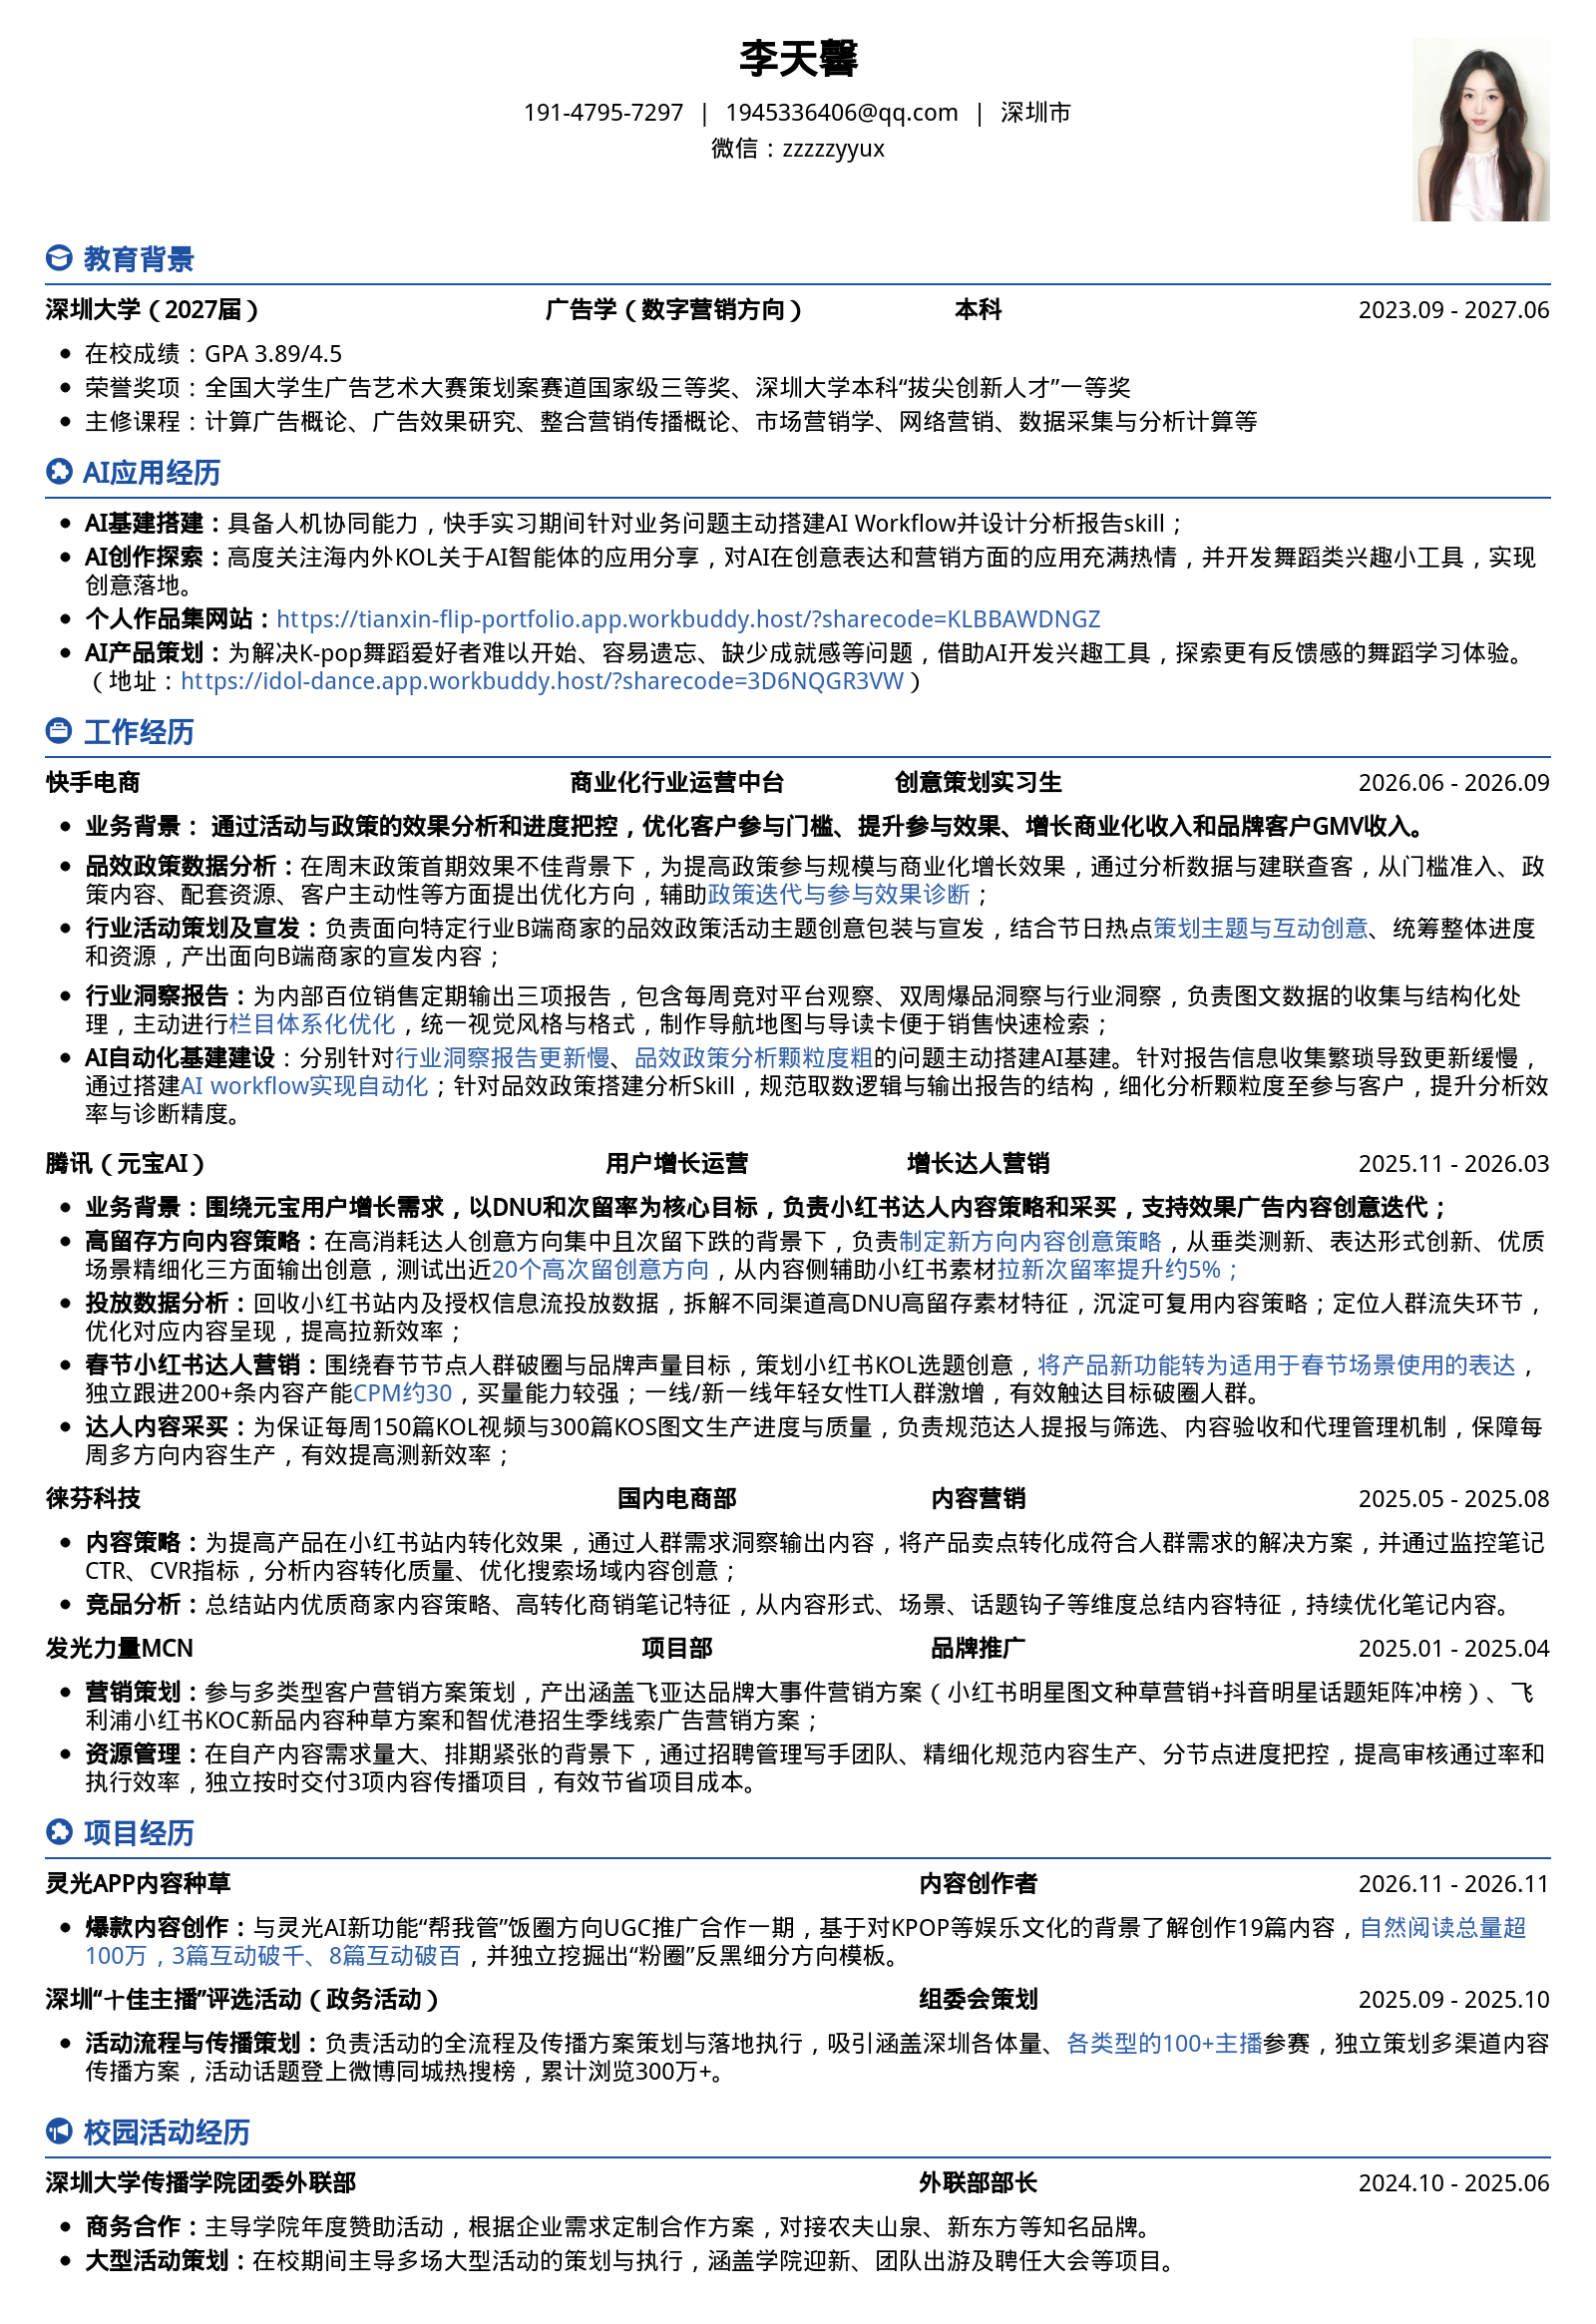 李天馨
191-4795-7297 | 1945336406@qq.com | 深圳市
微信：zzzzzyyux
教育背景
深圳大学（2027届） 广告学（数字营销方向） 本科 2023.09 - 2027.06
• 在校成绩：GPA 3.89/4.5
• 荣誉奖项：全国大学生广告艺术大赛策划案赛道国家级三等奖、深圳大学本科“拔尖创新人才”一等奖
• 主修课程：计算广告概论、广告效果研究、整合营销传播概论、市场营销学、网络营销、数据采集与分析计算等
AI应用经历
• AI基建搭建：具备人机协同能力，快手实习期间针对业务问题主动搭建AI Workflow并设计分析报告skill；
• AI创作探索：高度关注海内外KOL关于AI智能体的应用分享，对AI在创意表达和营销方面的应用充满热情，并开发舞蹈类兴趣小工具，实现
创意落地。
• 个人作品集网站：https://tianxin-flip-portfolio.app.workbuddy.host/?sharecode=KLBBAWDNGZ
• AI产品策划：为解决K-pop舞蹈爱好者难以开始、容易遗忘、缺少成就感等问题，借助AI开发兴趣工具，探索更有反馈感的舞蹈学习体验。
（地址：https://idol-dance.app.workbuddy.host/?sharecode=3D6NQGR3VW）
工作经历
快手电商 商业化行业运营中台 创意策划实习生 2026.06 - 2026.09
• 业务背景： 通过活动与政策的效果分析和进度把控，优化客户参与门槛、提升参与效果、增长商业化收入和品牌客户GMV收入。
• 品效政策数据分析：在周末政策首期效果不佳背景下，为提高政策参与规模与商业化增长效果，通过分析数据与建联查客，从门槛准入、政
策内容、配套资源、客户主动性等方面提出优化方向，辅助政策迭代与参与效果诊断；
• 行业活动策划及宣发：负责面向特定行业B端商家的品效政策活动主题创意包装与宣发，结合节日热点策划主题与互动创意、统筹整体进度
和资源，产出面向B端商家的宣发内容；
• 行业洞察报告：为内部百位销售定期输出三项报告，包含每周竞对平台观察、双周爆品洞察与行业洞察，负责图文数据的收集与结构化处
理，主动进行栏目体系化优化，统一视觉风格与格式，制作导航地图与导读卡便于销售快速检索；
• AI自动化基建建设：分别针对行业洞察报告更新慢、品效政策分析颗粒度粗的问题主动搭建AI基建。针对报告信息收集繁琐导致更新缓慢，
通过搭建AI workflow实现自动化；针对品效政策搭建分析Skill，规范取数逻辑与输出报告的结构，细化分析颗粒度至参与客户，提升分析效
率与诊断精度。
腾讯（元宝AI） 用户增长运营 增长达人营销 2025.11 - 2026.03
• 业务背景：围绕元宝用户增长需求，以DNU和次留率为核心目标，负责小红书达人内容策略和采买，支持效果广告内容创意迭代；
• 高留存方向内容策略：在高消耗达人创意方向集中且次留下跌的背景下，负责制定新方向内容创意策略，从垂类测新、表达形式创新、优质
场景精细化三方面输出创意，测试出近20个高次留创意方向，从内容侧辅助小红书素材拉新次留率提升约5%；
• 投放数据分析：回收小红书站内及授权信息流投放数据，拆解不同渠道高DNU高留存素材特征，沉淀可复用内容策略；定位人群流失环节，
优化对应内容呈现，提高拉新效率；
• 春节小红书达人营销：围绕春节节点人群破圈与品牌声量目标，策划小红书KOL选题创意，将产品新功能转为适用于春节场景使用的表达，
独立跟进200+条内容产能CPM约30，买量能力较强；一线/新一线年轻女性TI人群激增，有效触达目标破圈人群。
• 达人内容采买：为保证每周150篇KOL视频与300篇KOS图文生产进度与质量，负责规范达人提报与筛选、内容验收和代理管理机制，保障每
周多方向内容生产，有效提高测新效率；
徕芬科技 国内电商部 内容营销 2025.05 - 2025.08
• 内容策略：为提高产品在小红书站内转化效果，通过人群需求洞察输出内容，将产品卖点转化成符合人群需求的解决方案，并通过监控笔记
CTR、CVR指标，分析内容转化质量、优化搜索场域内容创意；
• 竞品分析：总结站内优质商家内容策略、高转化商销笔记特征，从内容形式、场景、话题钩子等维度总结内容特征，持续优化笔记内容。
发光力量MCN 项目部 品牌推广 2025.01 - 2025.04
• 营销策划：参与多类型客户营销方案策划，产出涵盖飞亚达品牌大事件营销方案（小红书明星图文种草营销+抖音明星话题矩阵冲榜）、飞
利浦小红书KOC新品内容种草方案和智优港招生季线索广告营销方案；
• 资源管理：在自产内容需求量大、排期紧张的背景下，通过招聘管理写手团队、精细化规范内容生产、分节点进度把控，提高审核通过率和
执行效率，独立按时交付3项内容传播项目，有效节省项目成本。
项目经历
灵光APP内容种草 内容创作者 2026.11 - 2026.11
• 爆款内容创作：与灵光AI新功能“帮我管”饭圈方向UGC推广合作一期，基于对KPOP等娱乐文化的背景了解创作19篇内容，自然阅读总量超
100万，3篇互动破千、8篇互动破百，并独立挖掘出“粉圈”反黑细分方向模板。
深圳“十佳主播”评选活动（政务活动） 组委会策划 2025.09 - 2025.10
• 活动流程与传播策划：负责活动的全流程及传播方案策划与落地执行，吸引涵盖深圳各体量、各类型的100+主播参赛，独立策划多渠道内容
传播方案，活动话题登上微博同城热搜榜，累计浏览300万+。
校园活动经历
深圳大学传播学院团委外联部 外联部部长 2024.10 - 2025.06
• 商务合作：主导学院年度赞助活动，根据企业需求定制合作方案，对接农夫山泉、新东方等知名品牌。
• 大型活动策划：在校期间主导多场大型活动的策划与执行，涵盖学院迎新、团队出游及聘任大会等项目。